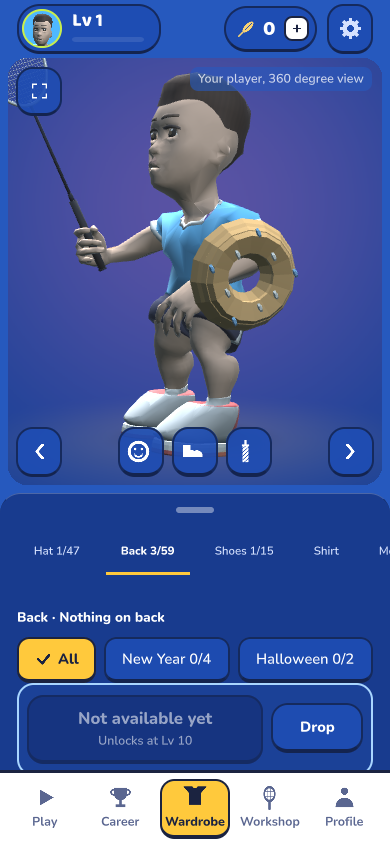 Lv 1
0
+
Your player, 360 degree view
Hat 1/47
Back 3/59
Shoes 1/15
Shirt
Back · Nothing on back
All
New Year 0/4
Halloween 0/2
Not available yet
Unlocks at Lv 10
Drop
Play
Career
Wardrobe
Workshop
Profile